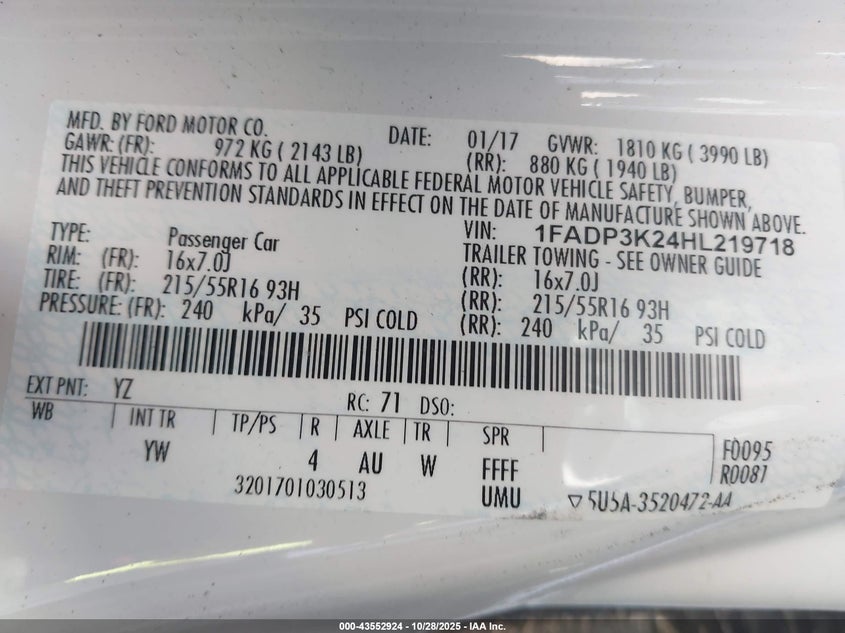 MFD. BY FORD MOTOR CO. DATE: 01/17 GVWR: 1810 KG ( 3990 LB)
GAWR: (FR): 972 KG ( 2143 LB) (RR): 880 KG ( 1940 LB)
THIS VEHICLE CONFORMS TO ALL APPLICABLE FEDERAL MOTOR VEHICLE SAFETY, BUMPER,
AND THEFT PREVENTION STANDARDS IN EFFECT ON THE DATE OF MANUFACTURE SHOWN ABOVE.
VIN: 1FADP3K24HL219718
TYPE: Passenger Car TRAILER TOWING - SEE OWNER GUIDE
RIM: (FR): 16x7.0J (RR): 16x7.0J
TIRE: (FR): 215/55R16 93H (RR): 215/55R16 93H
PRESSURE: (FR): 240 kPa/ 35 PSI COLD (RR): 240 kPa/ 35 PSI COLD
EXT PNT: YZ RC: 71 DSO:
WB INT TR TP/PS R AXLE TR SPR F0095
YW 4 AU W FFFF R0081
3201701030513 UMU ▽ 5U5A-3520472-AA
000-43552924 - 10/28/2025 - IAA Inc.